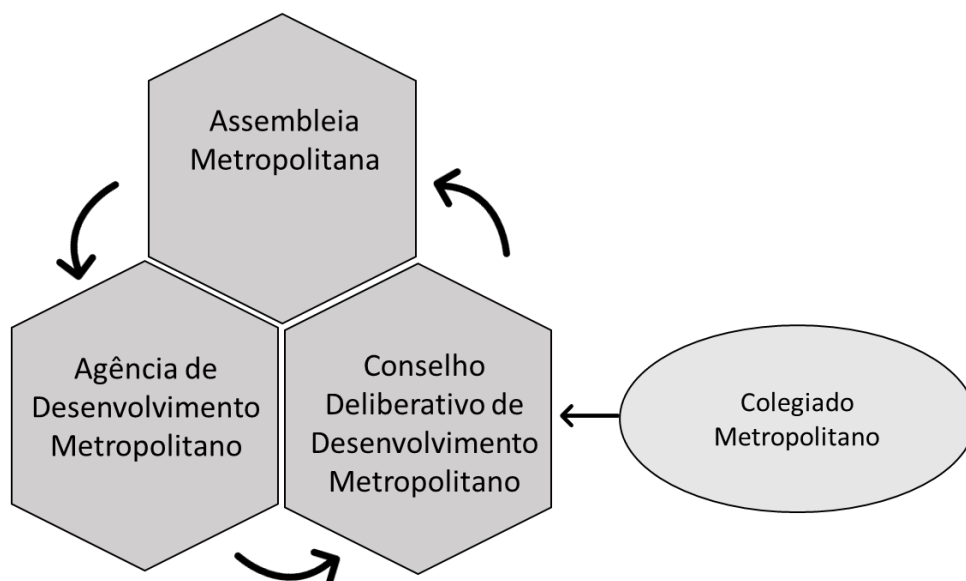 Assembleia
Metropolitana
Agência de
Desenvolvimento
Metropolitano
Conselho
Deliberativo de
Desenvolvimento
Metropolitano
Colegiado
Metropolitano